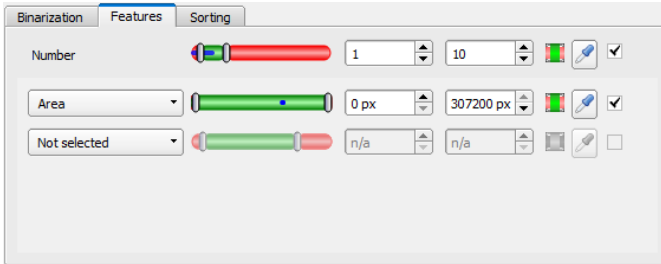 Binarization Features Sorting
Number 1 10
Area 0 px 307200 px
Not selected n/a n/a